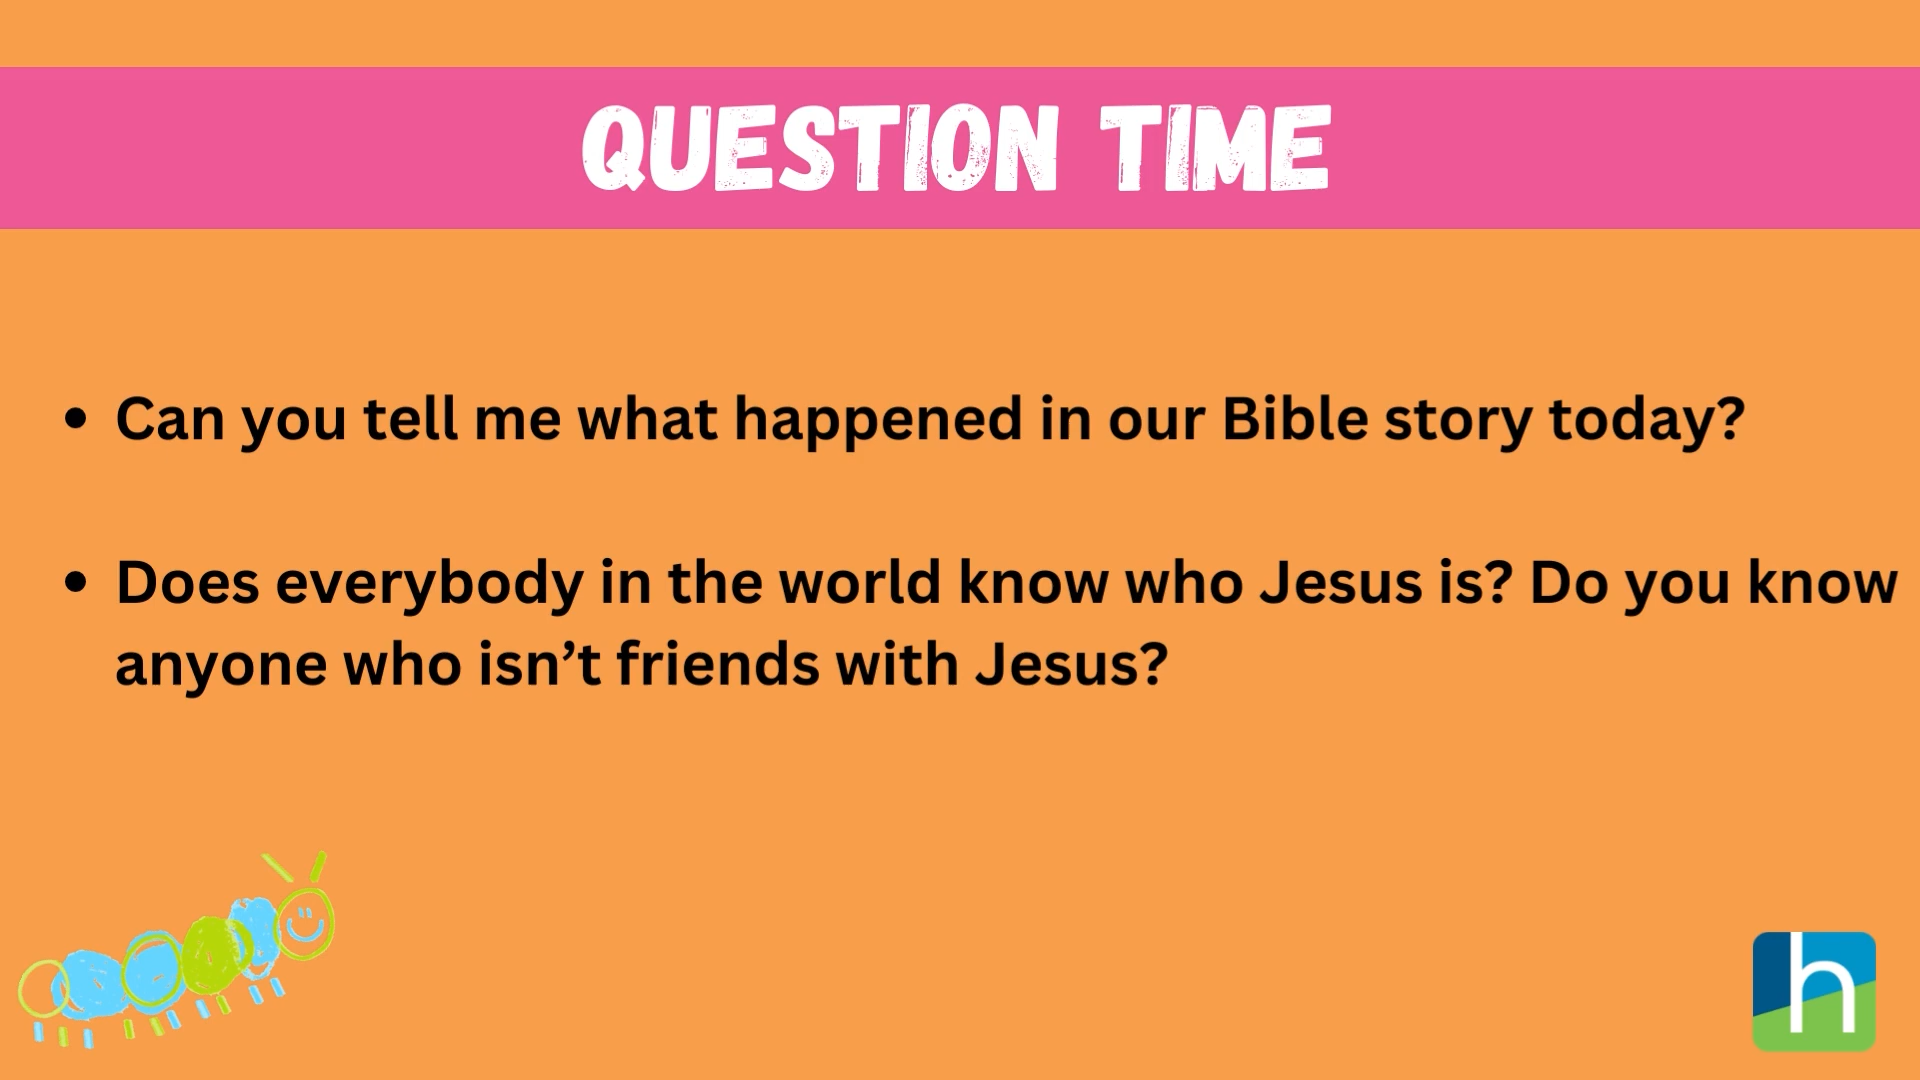 QUESTION TIME
• Can you tell me what happened in our Bible story today?
• Does everybody in the world know who Jesus is? Do you know
anyone who isn’t friends with Jesus?
h